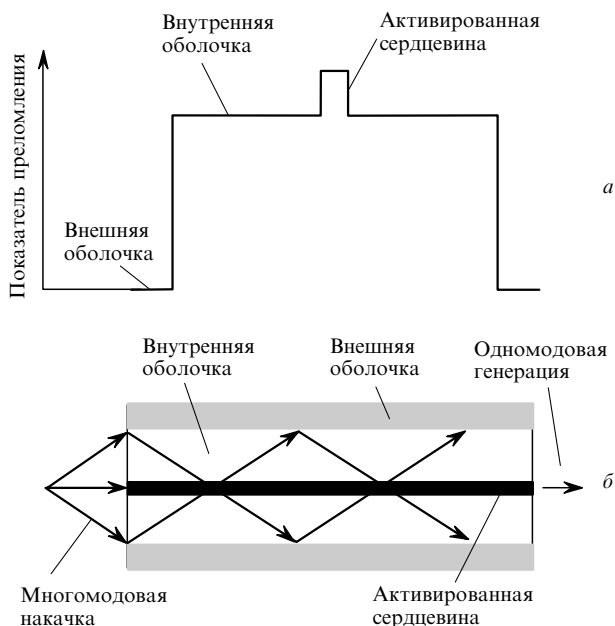 Внутренняя
оболочка
Активированная
сердцевина
Показатель преломления
а
Внешняя
оболочка
Внутренняя
оболочка
Внешняя
оболочка
Одномодовая
генерация
б
Многомодовая
накачка
Активированная
сердцевина